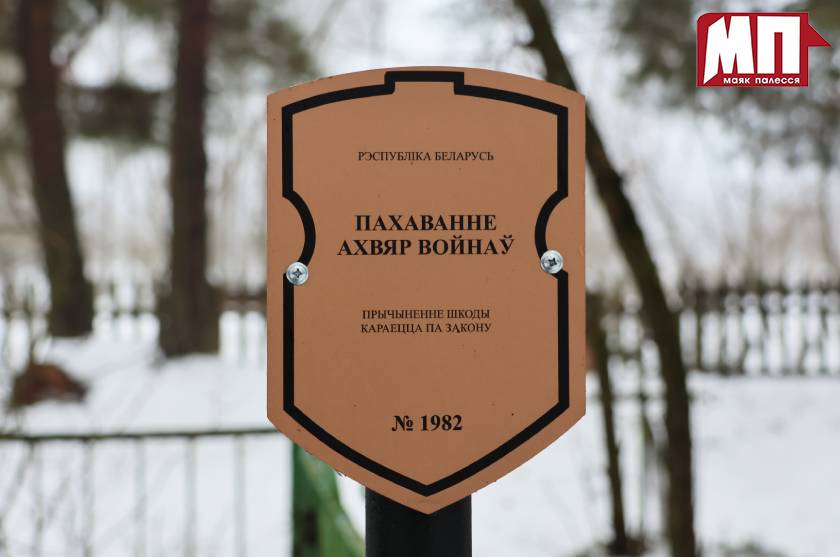 МП
МАЯК ПАЛЕССЯ
РЭСПУБЛІКА БЕЛАРУСЬ
ПАХАВАННЕ
АХВЯР ВОЙНАЎ
ПРЫЧЫНЕННЕ ШКОДЫ
КАРАЕЦЦА ПА ЗАКОНУ
№ 1982